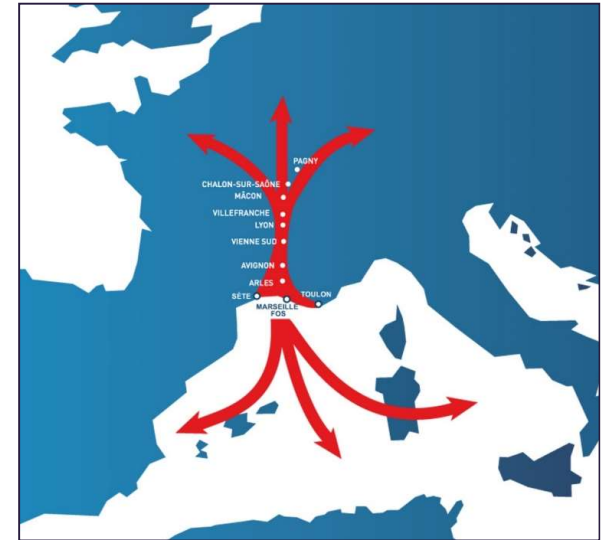 PAGNY
CHALON-SUR-SAÔNE
MÂCON
VILLEFRANCHE
LYON
VIENNE SUD
AVIGNON
ARLES
SÈTE
TOULON
MARSEILLE
FOS